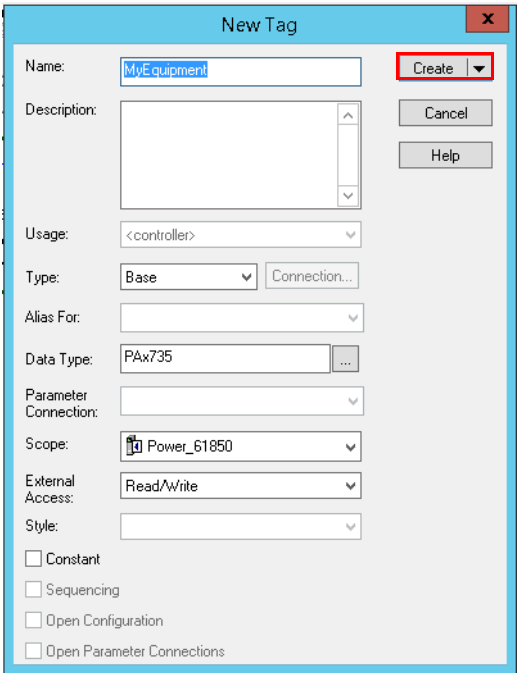 New Tag
x
Name: MyEquipment Create
Description: Cancel
Help
Usage: <controller>
Type: Base Connection...
Alias For:
Data Type: PAx735 ...
Parameter
Connection:
Scope: Power_61850
External
Access: Read/Write
Style:
Constant
Sequencing
Open Configuration
Open Parameter Connections